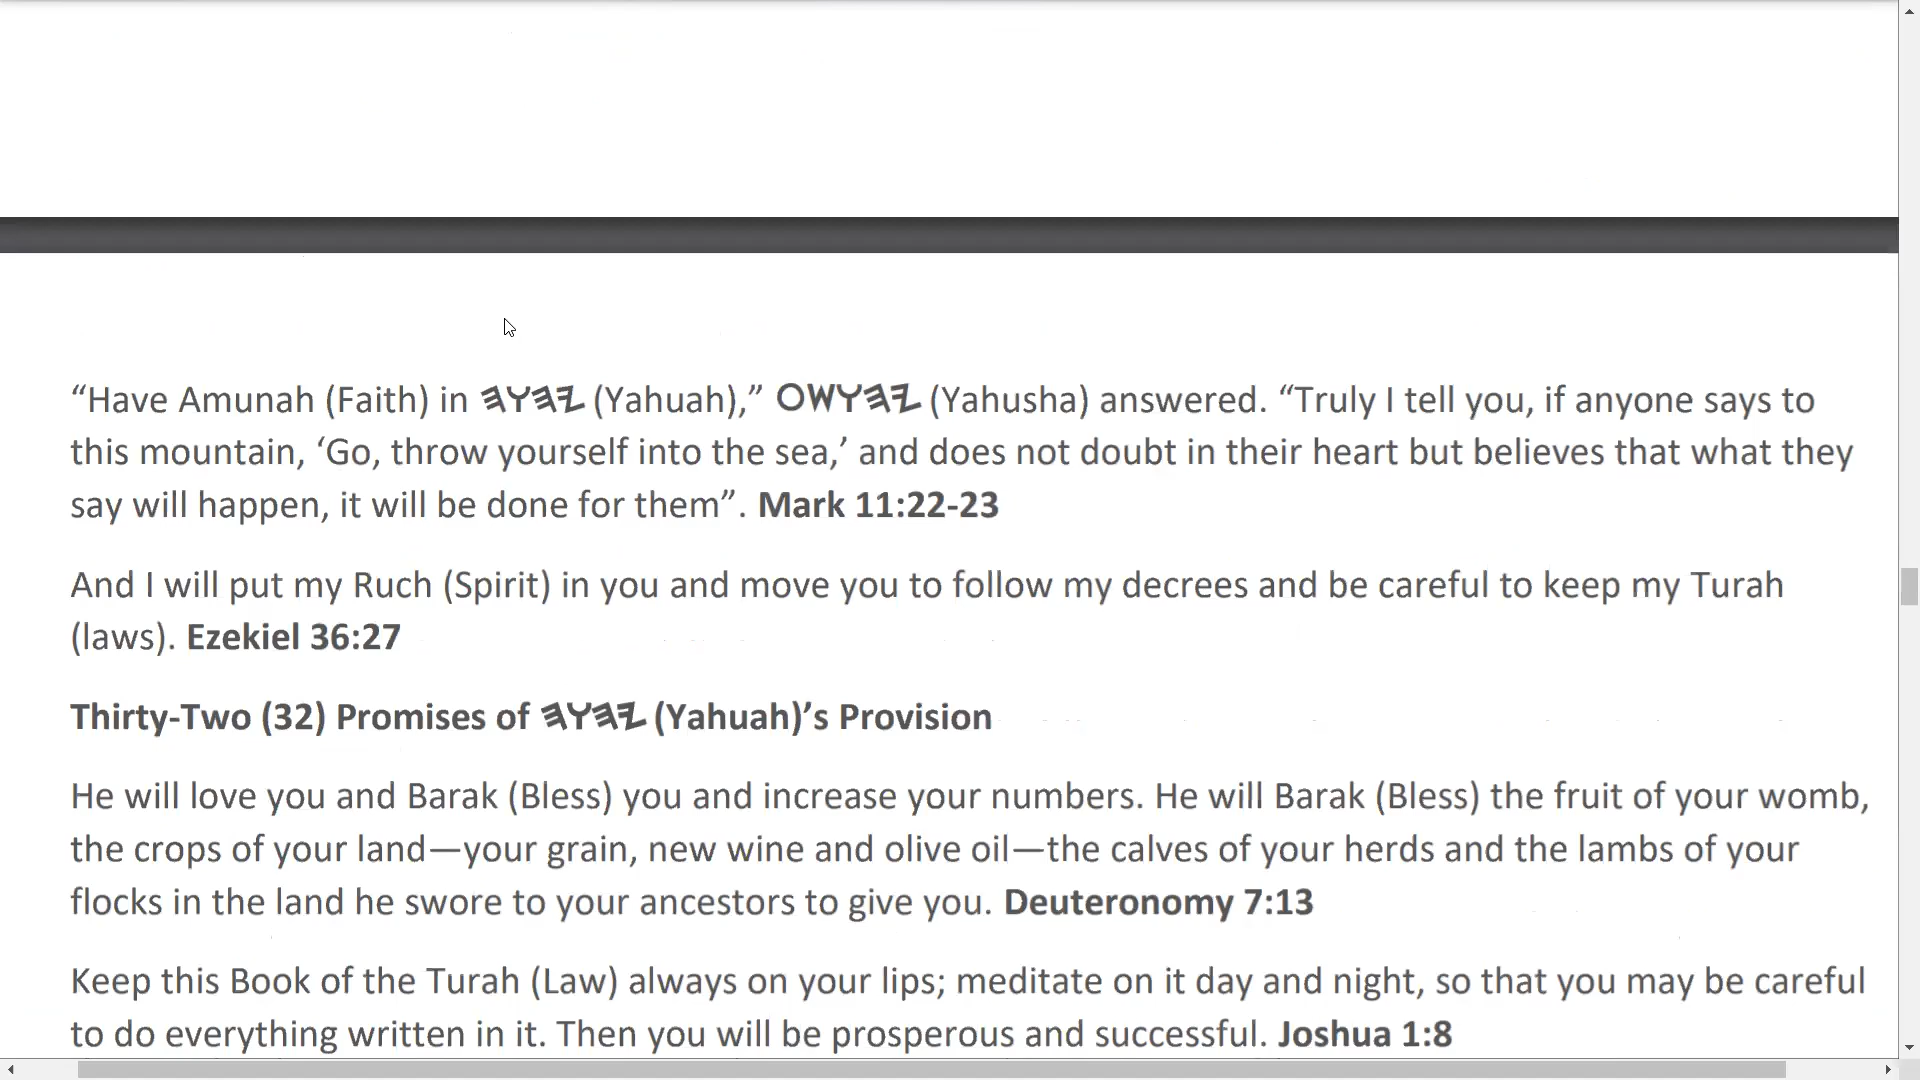 “Have Amunah (Faith) in 𐤉𐤄𐤅𐤄 (Yahuah),” 𐤉𐤄𐤅𐤔𐤏 (Yahusha) answered. “Truly I tell you, if anyone says to
this mountain, ‘Go, throw yourself into the sea,’ and does not doubt in their heart but believes that what they
say will happen, it will be done for them”. Mark 11:22-23
And I will put my Ruch (Spirit) in you and move you to follow my decrees and be careful to keep my Turah
(laws). Ezekiel 36:27
Thirty-Two (32) Promises of 𐤉𐤄𐤅𐤄 (Yahuah)’s Provision
He will love you and Barak (Bless) you and increase your numbers. He will Barak (Bless) the fruit of your womb,
the crops of your land—your grain, new wine and olive oil—the calves of your herds and the lambs of your
flocks in the land he swore to your ancestors to give you. Deuteronomy 7:13
Keep this Book of the Turah (Law) always on your lips; meditate on it day and night, so that you may be careful
to do everything written in it. Then you will be prosperous and successful. Joshua 1:8